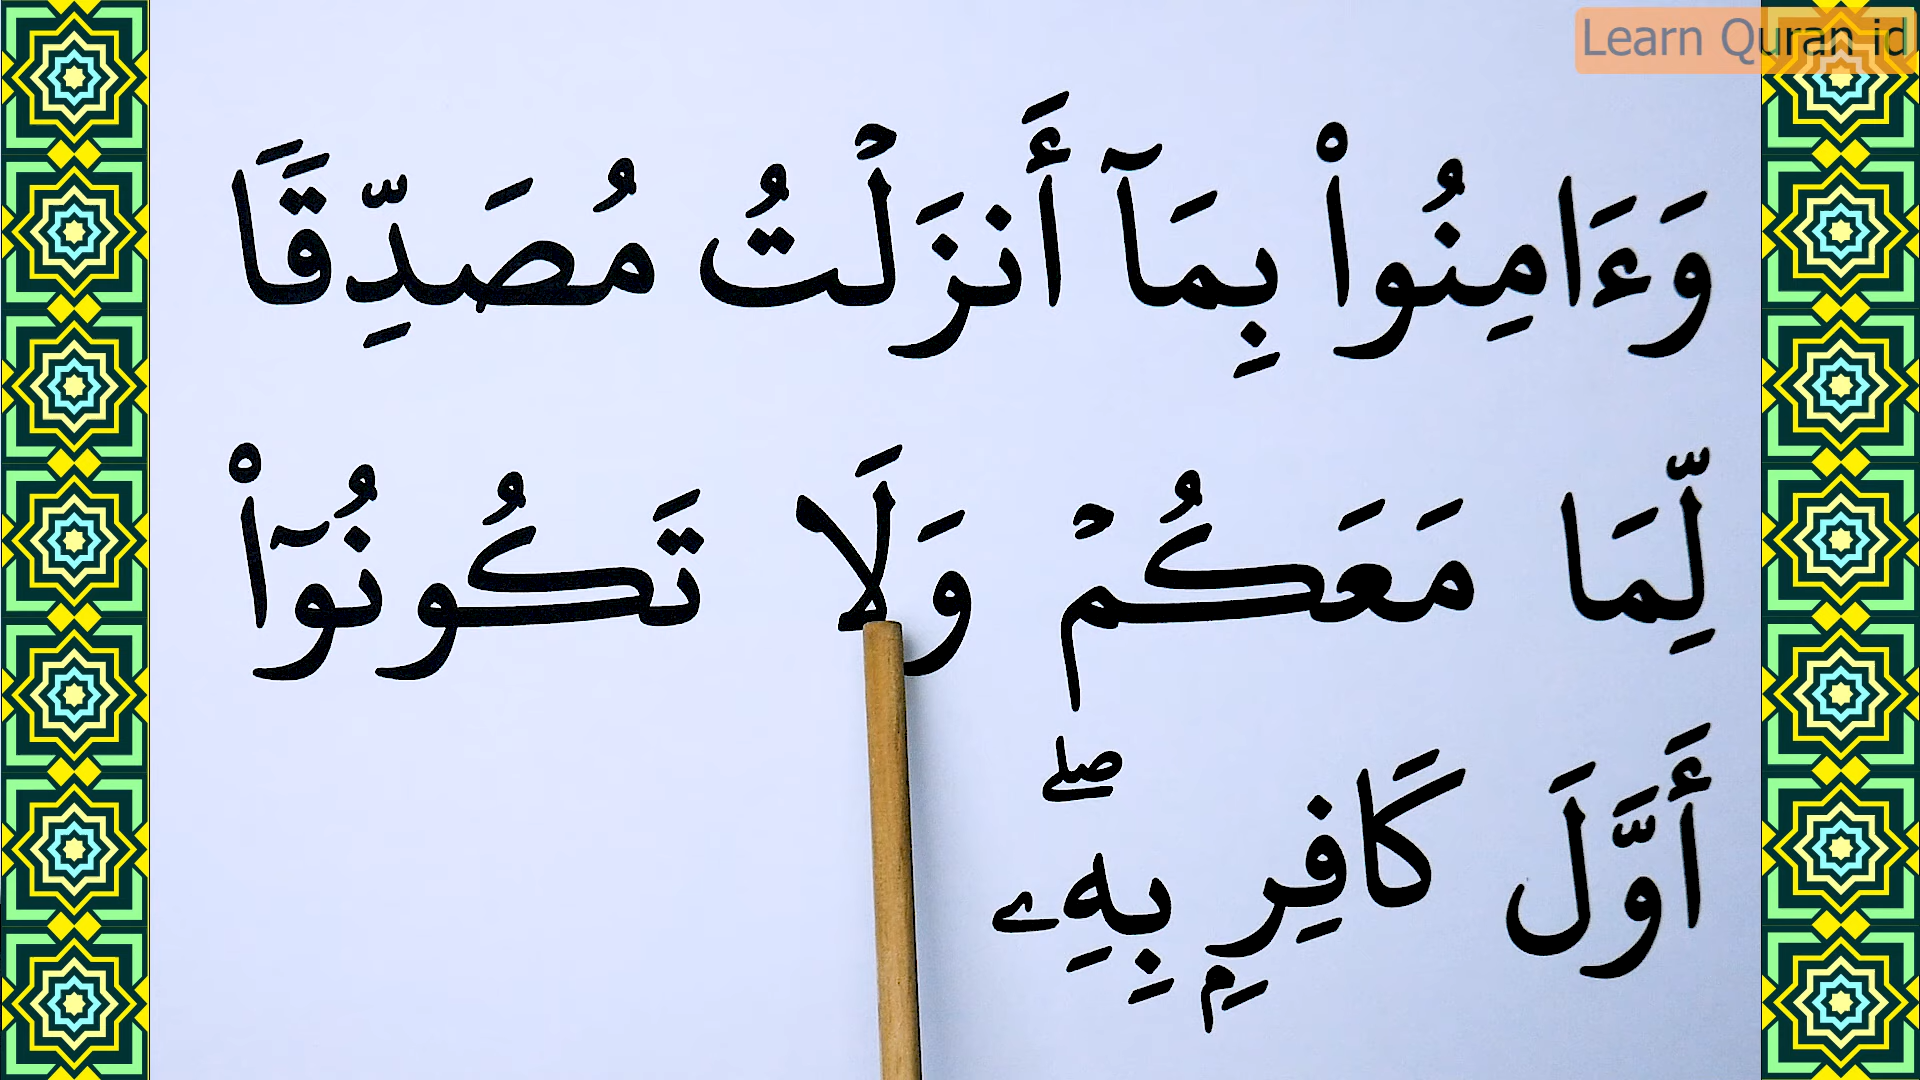 Learn Quran id
وَءَامِنُوا۟ بِمَآ أَنزَلۡتُ مُصَدِّقًا
لِّمَا مَعَكُمۡ وَلَا تَكُونُوٓا۟
أَوَّلَ كَافِرِۭ بِهِۦۖ